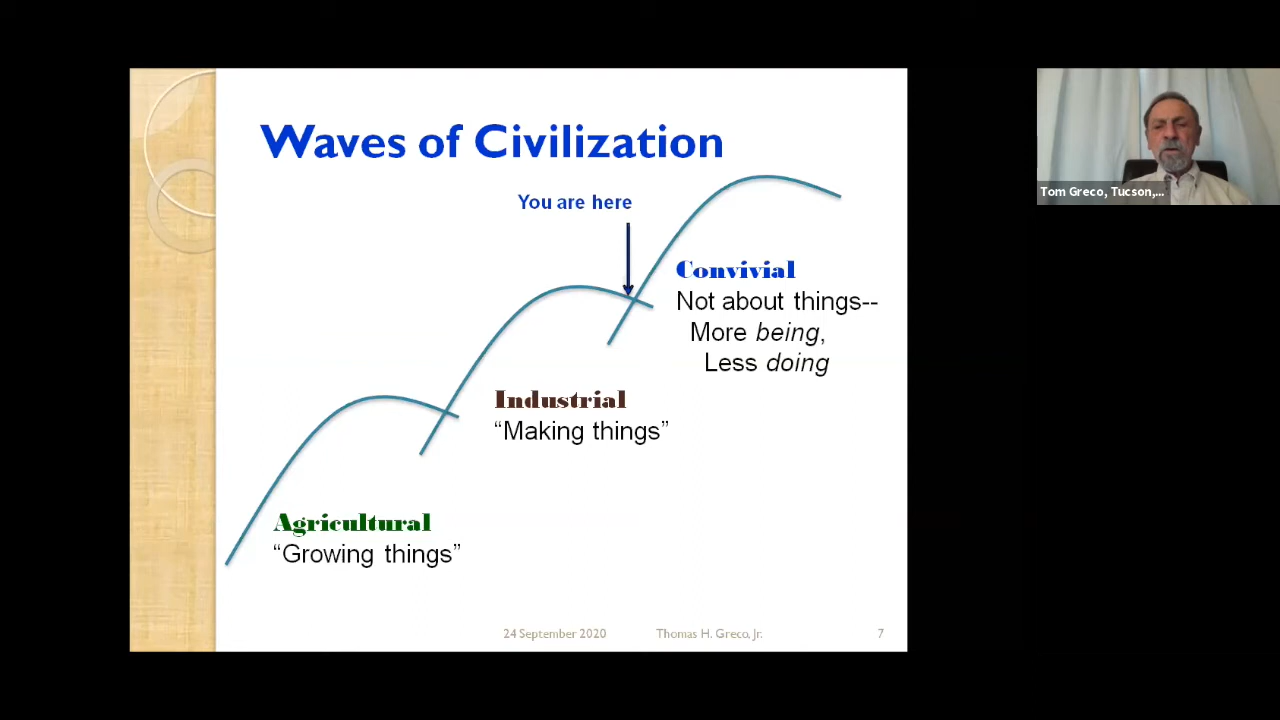 Waves of Civilization
You are here
Convivial
Not about things--
More being,
Less doing
Industrial
“Making things”
Agricultural
“Growing things”
24 September 2020
Thomas H. Greco, Jr.
7
Tom Greco, Tucson,...